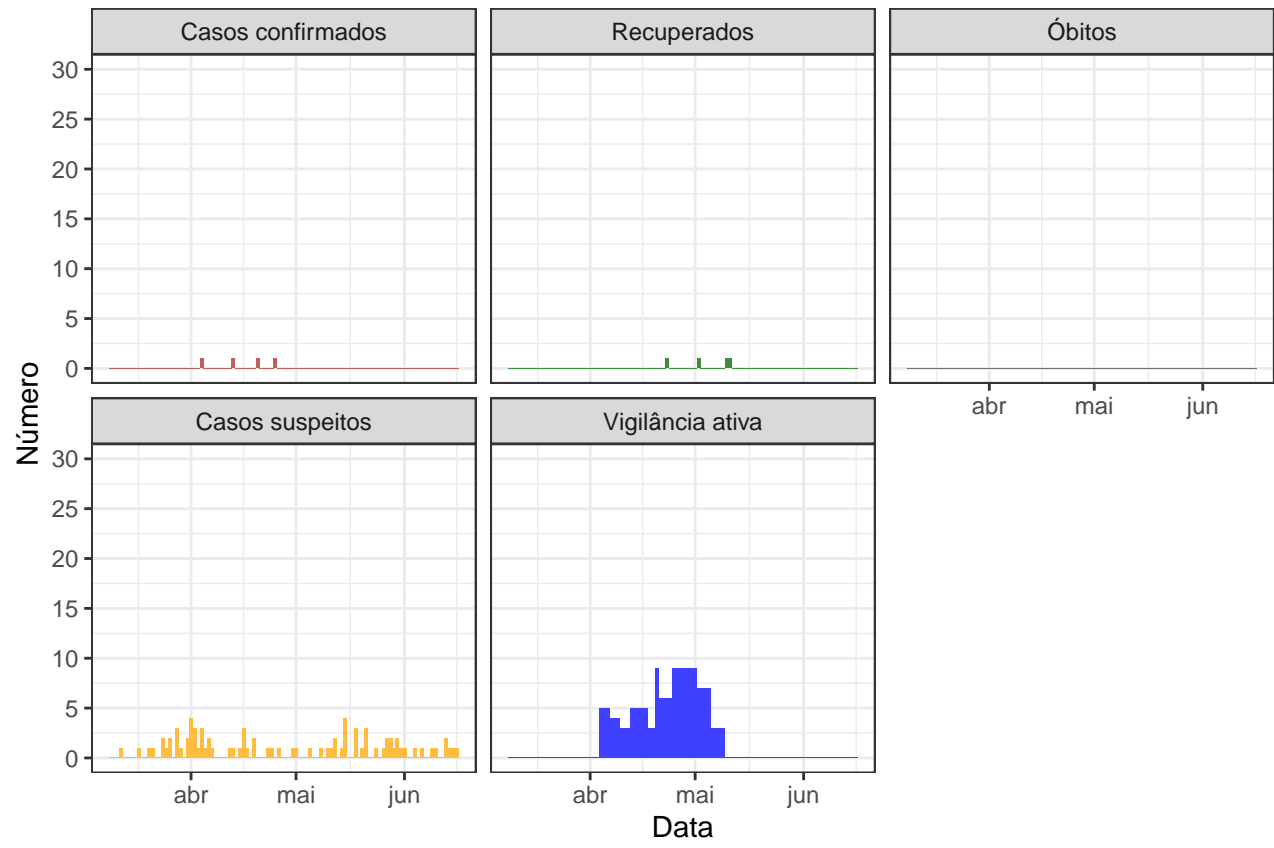 Casos confirmados
Recuperados
Óbitos
30
25
20
15
10
5
0
abr mai jun
Número
Casos suspeitos
Vigilância ativa
30
25
20
15
10
5
0
abr mai jun
abr mai jun
Data